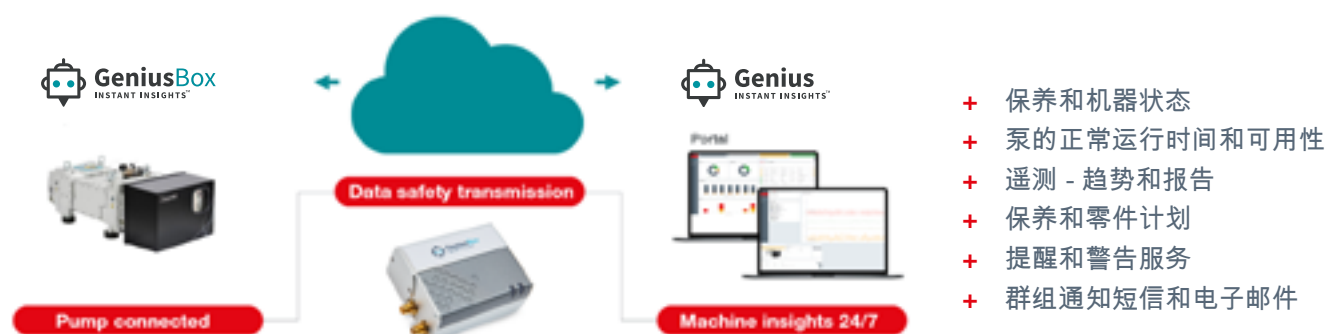 GeniusBox
INSTANT INSIGHTS™
Genius
INSTANT INSIGHTS™
Portal
Data safety transmission
Pump connected
Machine insights 24/7
+ 保养和机器状态
+ 泵的正常运行时间和可用性
+ 遥测 - 趋势和报告
+ 保养和零件计划
+ 提醒和警告服务
+ 群组通知短信和电子邮件